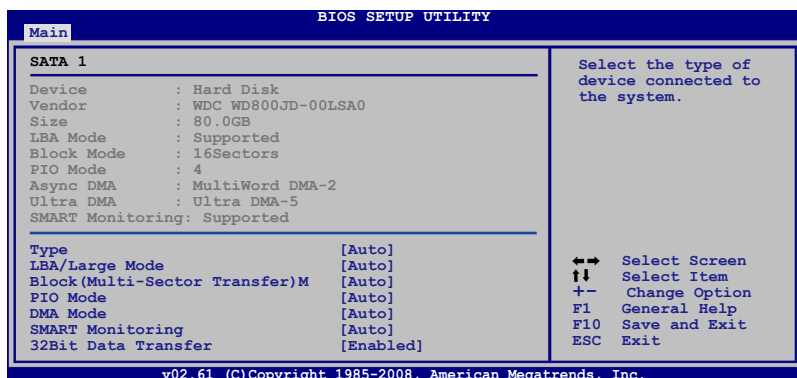 BIOS SETUP UTILITY
Main
SATA 1
Device : Hard Disk
Vendor : WDC WD800JD-00LSA0
Size : 80.0GB
LBA Mode : Supported
Block Mode : 16Sectors
PIO Mode : 4
Async DMA : MultiWord DMA-2
Ultra DMA : Ultra DMA-5
SMART Monitoring: Supported
Type [Auto]
LBA/Large Mode [Auto]
Block(Multi-Sector Transfer)M [Auto]
PIO Mode [Auto]
DMA Mode [Auto]
SMART Monitoring [Auto]
32Bit Data Transfer [Enabled]
Select the type of
device connected to
the system.
←→ Select Screen
↑↓ Select Item
+- Change Option
F1 General Help
F10 Save and Exit
ESC Exit
v02.61 (C)Copyright 1985-2008, American Megatrends, Inc.